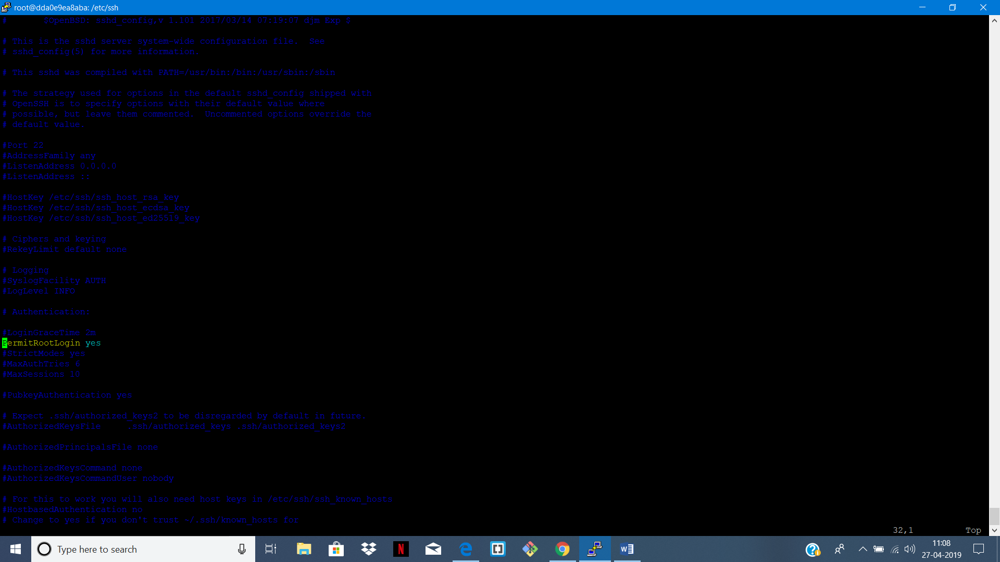 root@dda0e9ea8aba: /etc/ssh
#       $OpenBSD: sshd_config,v 1.101 2017/03/14 07:19:07 djm Exp $
# This is the sshd server system-wide configuration file.  See
# sshd_config(5) for more information.
# This sshd was compiled with PATH=/usr/bin:/bin:/usr/sbin:/sbin
# The strategy used for options in the default sshd_config shipped with
# OpenSSH is to specify options with their default value where
# possible, but leave them commented.  Uncommented options override the
# default value.
#Port 22
#AddressFamily any
#ListenAddress 0.0.0.0
#ListenAddress ::
#HostKey /etc/ssh/ssh_host_rsa_key
#HostKey /etc/ssh/ssh_host_ecdsa_key
#HostKey /etc/ssh/ssh_host_ed25519_key
# Ciphers and keying
#RekeyLimit default none
# Logging
#SyslogFacility AUTH
#LogLevel INFO
# Authentication:
#LoginGraceTime 2m
PermitRootLogin yes
#StrictModes yes
#MaxAuthTries 6
#MaxSessions 10
#PubkeyAuthentication yes
# Expect .ssh/authorized_keys2 to be disregarded by default in future.
#AuthorizedKeysFile     .ssh/authorized_keys .ssh/authorized_keys2
#AuthorizedPrincipalsFile none
#AuthorizedKeysCommand none
#AuthorizedKeysCommandUser nobody
# For this to work you will also need host keys in /etc/ssh/ssh_known_hosts
#HostbasedAuthentication no
# Change to yes if you don't trust ~/.ssh/known_hosts for
32,1 Top
Type here to search
11:08
27-04-2019